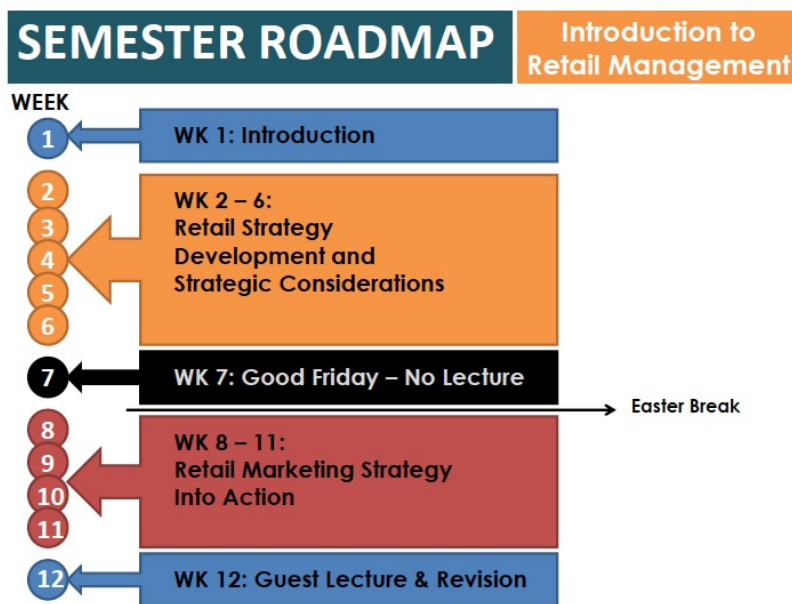 SEMESTER ROADMAP
Introduction to
Retail Management
WEEK
1
WK 1: Introduction
2
3
4
5
6
WK 2 – 6:
Retail Strategy
Development and
Strategic Considerations
7
WK 7: Good Friday – No Lecture
Easter Break
8
9
10
11
WK 8 – 11:
Retail Marketing Strategy
Into Action
12
WK 12: Guest Lecture & Revision